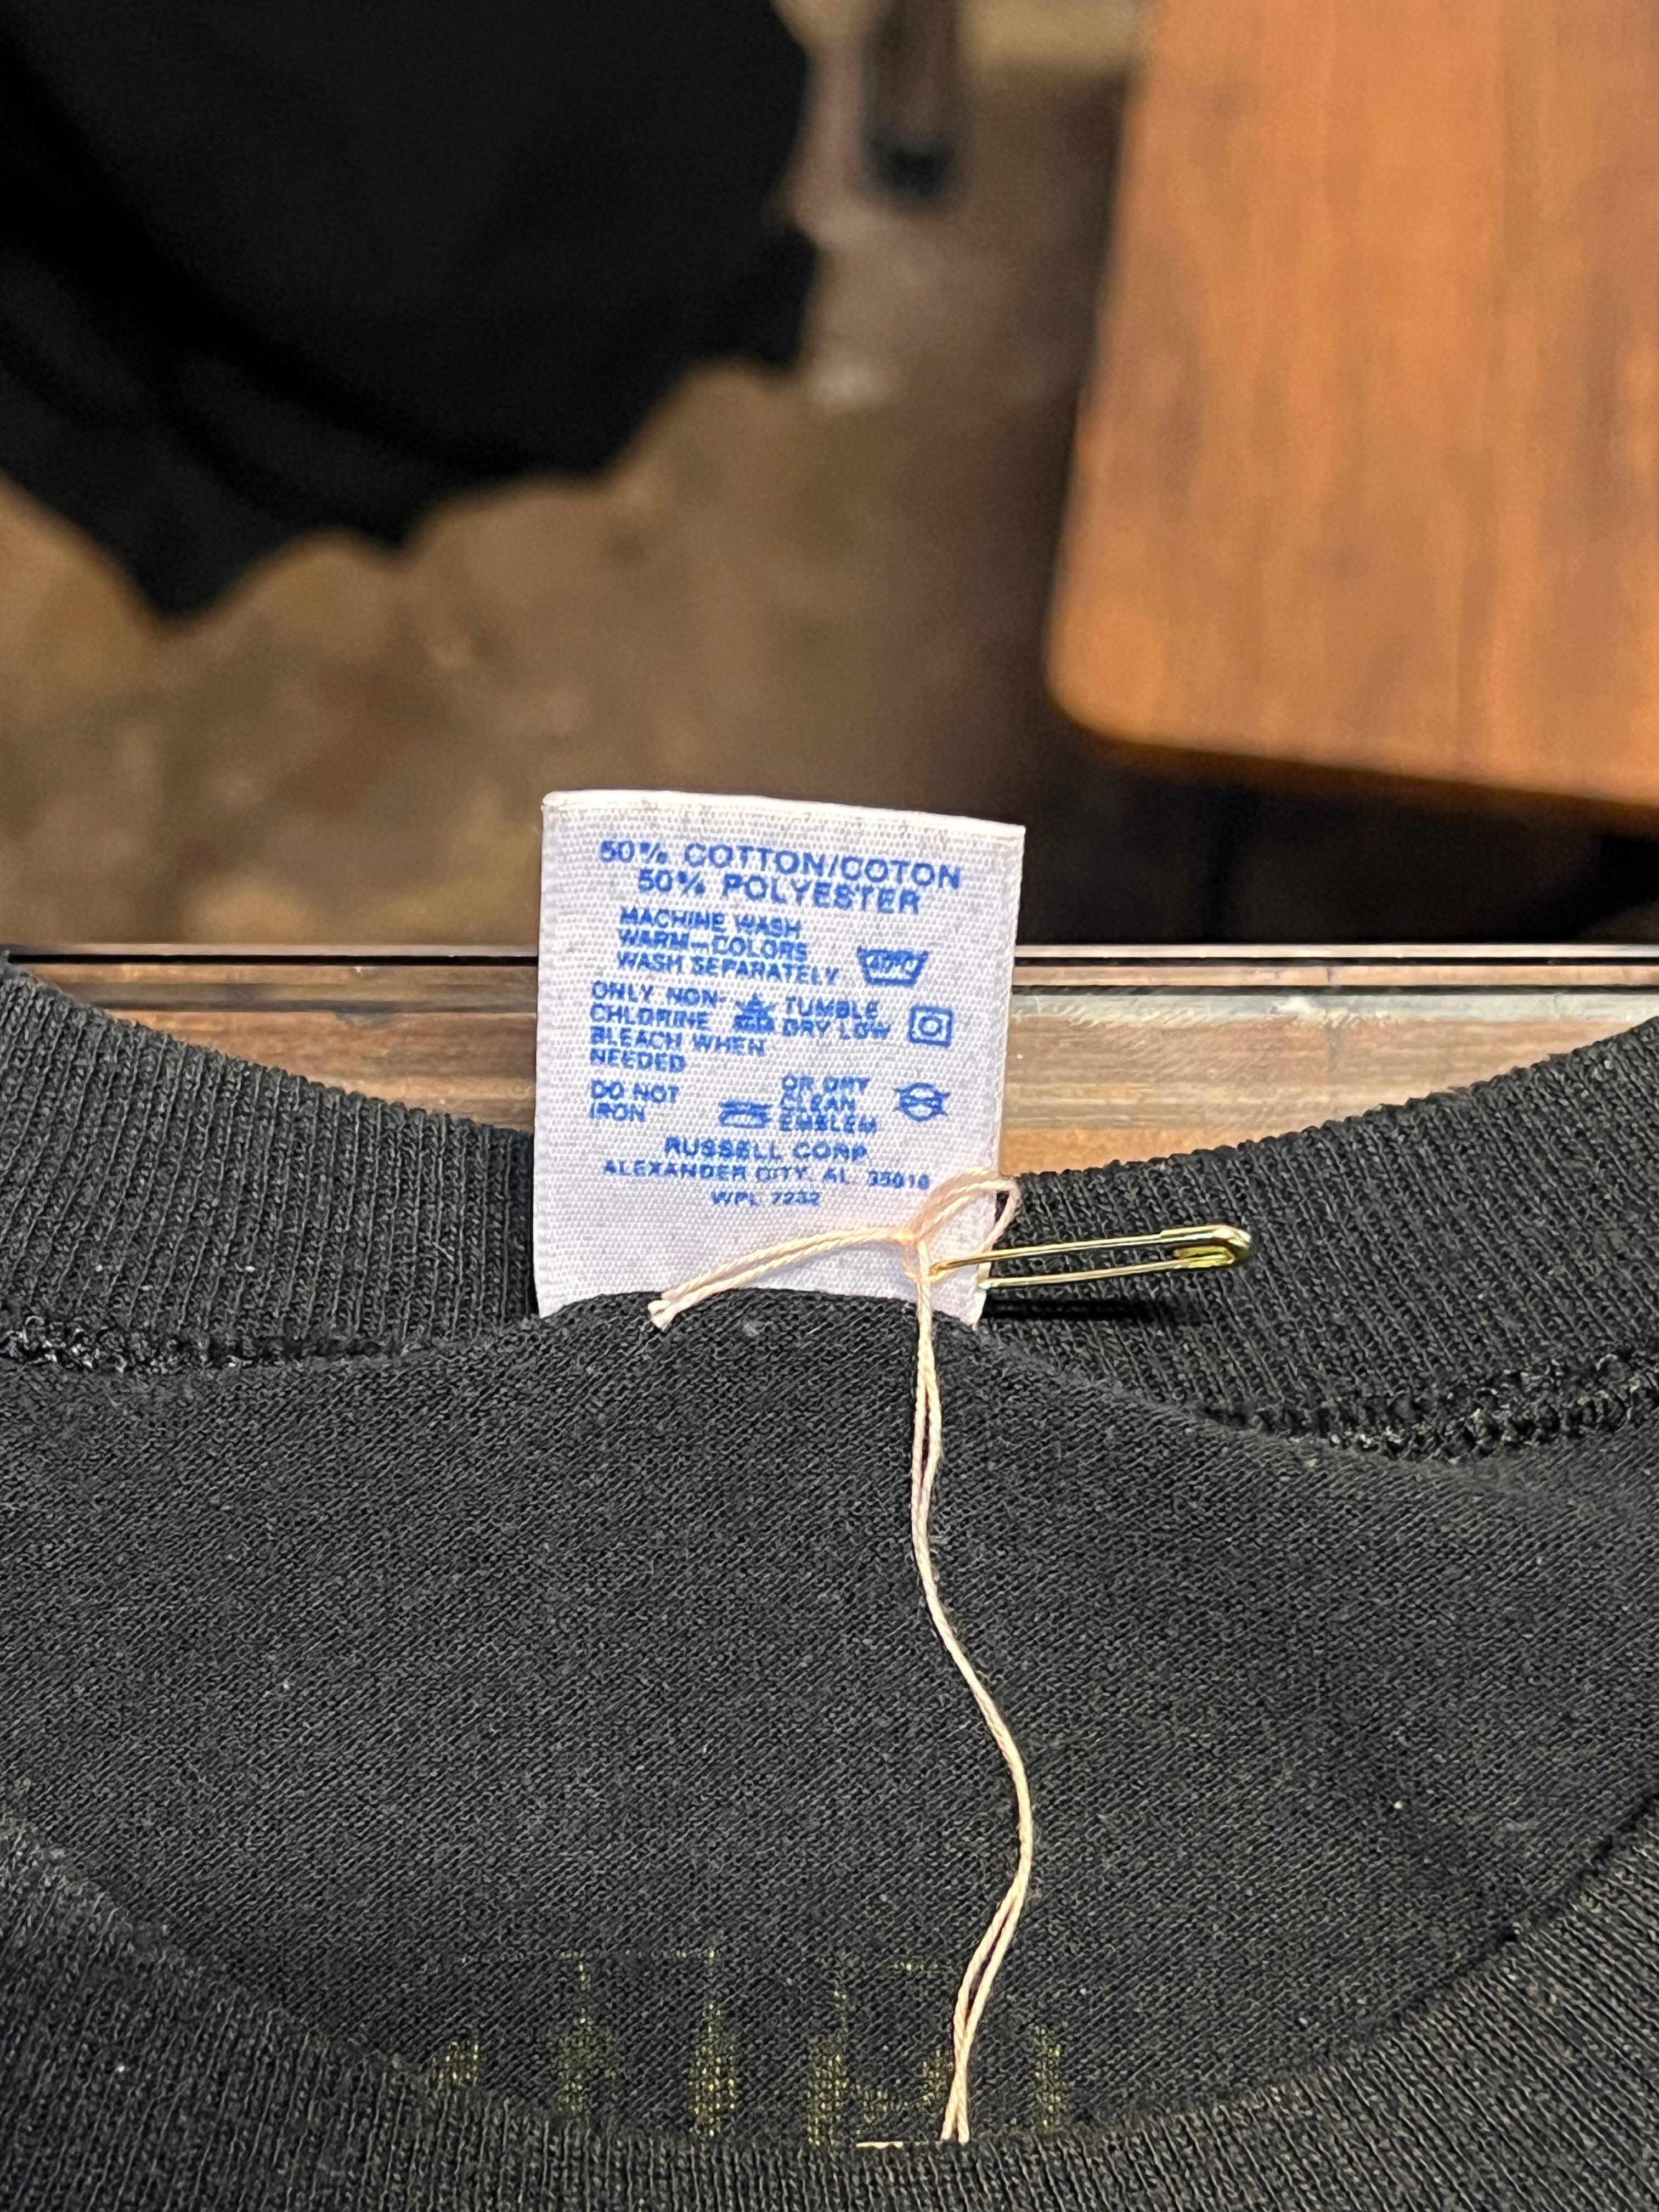 50% COTTON/COTON
50% POLYESTER
MACHINE WASH
WARM—COLORS
WASH SEPARATELY
ONLY NON-
CHLORINE
BLEACH WHEN
NEEDED
TUMBLE
DRY LOW
DO NOT
IRON
OR DRY
CLEAN
EMBLEM
RUSSELL CORP.
ALEXANDER CITY, AL 35010
WPL 7232